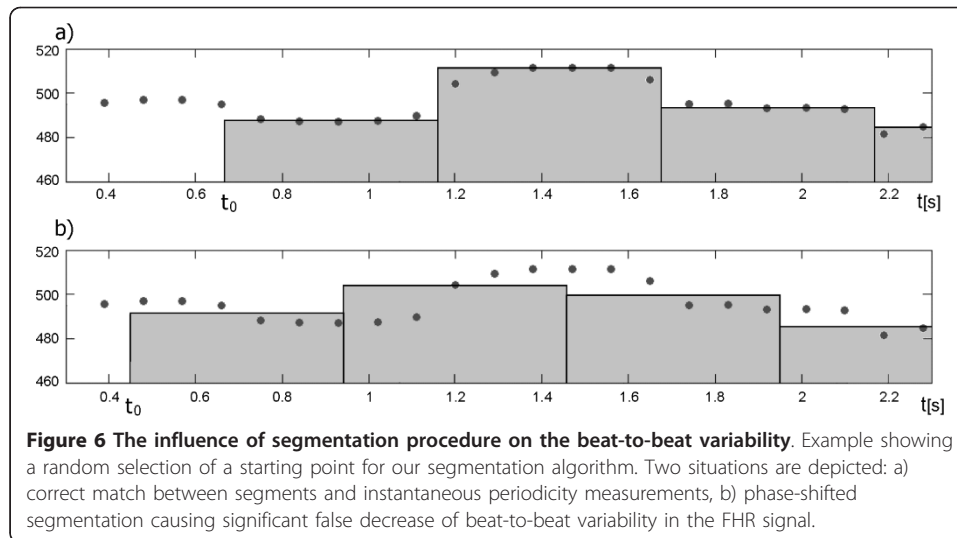 a)
520
500
480
460
0.4 0.6 0.8 1 1.2 1.4 1.6 1.8 2 2.2
t0 t[s]
b)
520
500
480
460
0.4 0.6 0.8 1 1.2 1.4 1.6 1.8 2 2.2
t0 t[s]
Figure 6 The influence of segmentation procedure on the beat-to-beat variability. Example showing
a random selection of a starting point for our segmentation algorithm. Two situations are depicted: a)
correct match between segments and instantaneous periodicity measurements, b) phase-shifted
segmentation causing significant false decrease of beat-to-beat variability in the FHR signal.